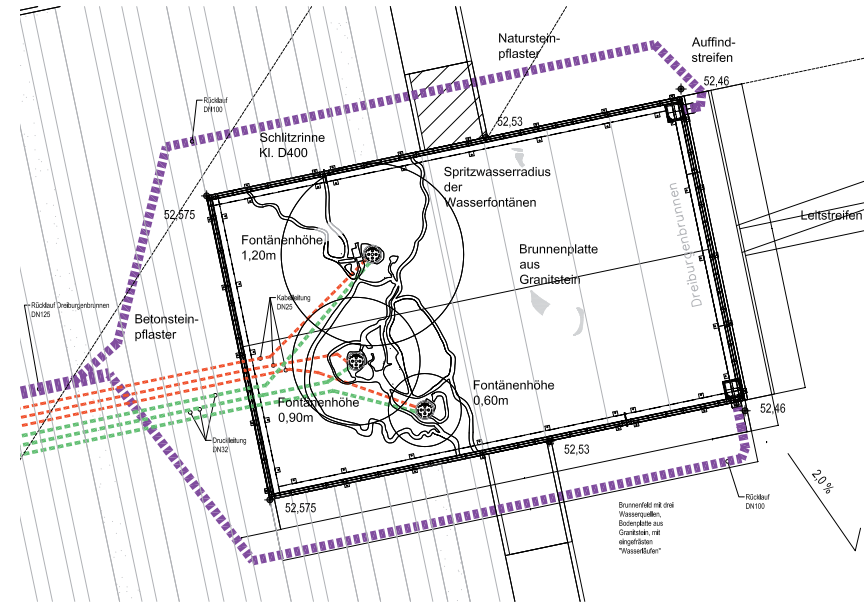 Naturstein-
pflaster
Auffind-
streifen
52,46
Rücklauf
DN100
52,53
Schlitzrinne
Kl. D400
Spritzwasserradius
der
Wasserfontänen
52,575
Leitstreifen
Fontänenhöhe
1,20m
Brunnenplatte
aus
Granitstein
Dreiburgenbrunnen
Kabelleitung
DN25
Rücklauf Dreiburgenbrunnen
DN125
Betonstein-
pflaster
Fontänenhöhe
0,60m
Fontänenhöhe
0,90m
52,46
Druckleitung
DN32
52,53
2,0%
52,575
Rücklauf
DN100
Brunnenfeld mit drei
Wasserquellen,
Bodenplatte aus
Granitstein, mit
eingefrästen
"Wasserläufen"